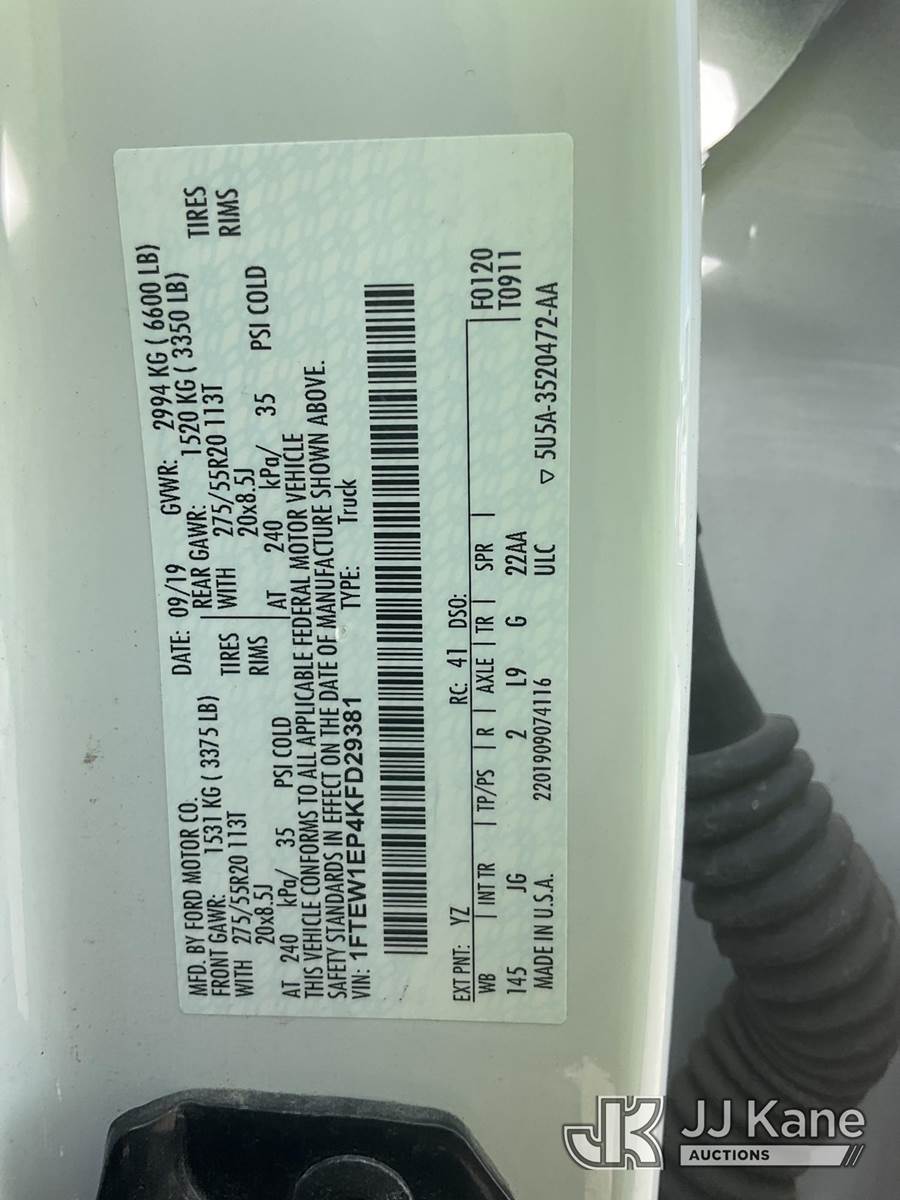 MFD. BY FORD MOTOR CO.
DATE: 09/19 GVWR: 2994 KG ( 6600 LB)
FRONT GAWR: 1531 KG ( 3375 LB) REAR GAWR: 1520 KG ( 3350 LB)
WITH 275/55R20 113T TIRES WITH 275/55R20 113T TIRES
20x8.5J RIMS 20x8.5J RIMS
AT 240 kPa/ 35 PSI COLD AT 240 kPa/ 35 PSI COLD
THIS VEHICLE CONFORMS TO ALL APPLICABLE FEDERAL MOTOR VEHICLE
SAFETY STANDARDS IN EFFECT ON THE DATE OF MANUFACTURE SHOWN ABOVE.
VIN: 1FTEW1EP4KFD29381 TYPE: Truck
EXT PNT: YZ RC: 41 DSO:
WB INT TR TP/PS R AXLE TR SPR F0120
145 JG 2 L9 G 22AA T0911
MADE IN U.S.A. 2201909074116 ULC
▽ 5U5A-3520472-AA
JK JJ Kane
AUCTIONS